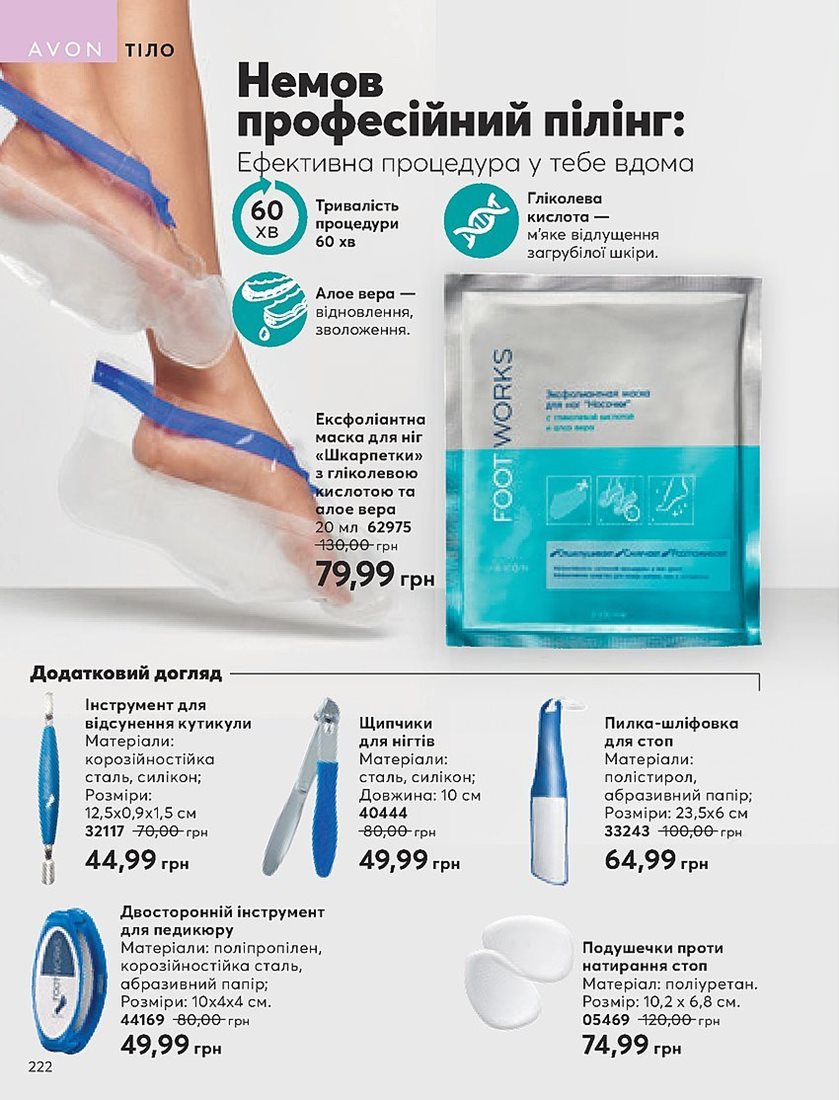 AVON ТІЛО
Немов
професійний пілінг:
Ефективна процедура у тебе вдома
60
ХВ
Тривалість
процедури
60 хв
Гліколева
кислота —
м'яке відлущення
загрубілої шкіри.
Алое вера —
відновлення,
зволоження.
Ексфоліантна
маска для ніг
«Шкарпетки»
з гліколевою
кислотою та
алое вера
20 мл 62975
130,00 грн
79,99 грн
FOOT WORKS
Эксфолиантная маска
для ног "Носочки"
с гликолевой кислотой
и алоэ вера
Додатковий догляд
Інструмент для
відсунення кутикули
Матеріали:
корозійностійка
сталь, силікон;
Розміри:
12,5х0,9х1,5 см
32117 70,00 грн
44,99 грн
Щипчики
для нігтів
Матеріали:
сталь, силікон;
Довжина: 10 см
40444
80,00 грн
49,99 грн
Пилка-шліфовка
для стоп
Матеріали:
полістирол,
абразивний папір;
Розміри: 23,5х6 см
33243 100,00 грн
64,99 грн
FOOT WORKS
Двосторонній інструмент
для педикюру
Матеріали: поліпропілен,
корозійностійка сталь,
абразивний папір;
Розміри: 10х4х4 см.
44169 80,00 грн
49,99 грн
Подушечки проти
натирання стоп
Матеріал: поліуретан.
Розмір: 10,2 х 6,8 см.
05469 120,00 грн
74,99 грн
222